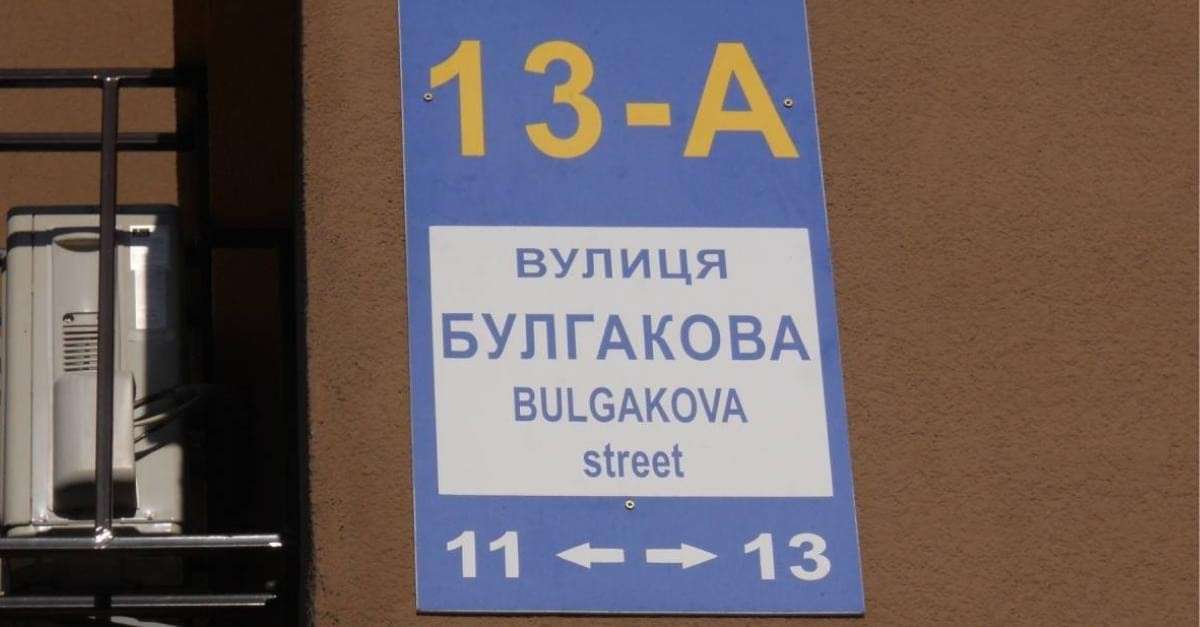 13-А
ВУЛИЦЯ
БУЛГАКОВА
BULGAKOVA
street
11 ←→ 13